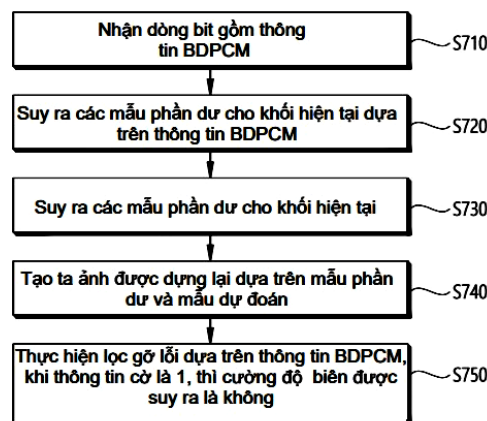 Nhận dòng bit gồm thông
tin BDPCM
S710
Suy ra các mẫu phần dư cho khối hiện tại dựa
trên thông tin BDPCM
S720
Suy ra các mẫu phần dư cho khối hiện tại
S730
Tạo ta ảnh được dựng lại dựa trên mẫu phần
dư và mẫu dự đoán
S740
Thực hiện lọc gỡ lỗi dựa trên thông tin BDPCM,
khi thông tin cờ là 1, thì cường độ biên được
suy ra là không
S750